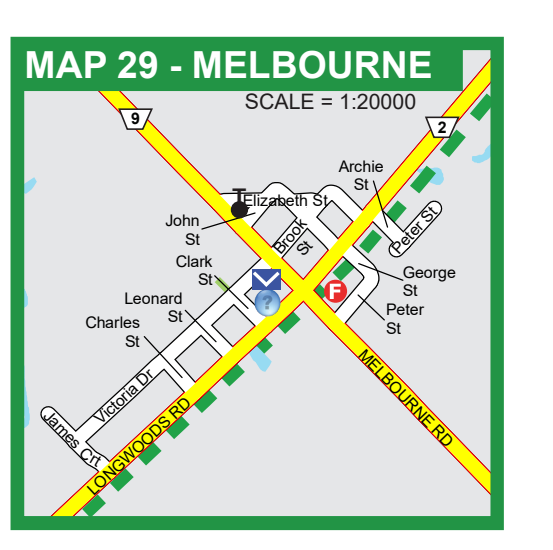 MAP 29 - MELBOURNE
SCALE = 1:20000
9
2
Archie
St
Elizabeth St
John
St
Brook
St
Peter St
Clark
St
George
St
?
F
Leonard
St
Peter
St
Charles
St
Victoria Dr
MELBOURNE RD
James Crt
LONGWOODS RD